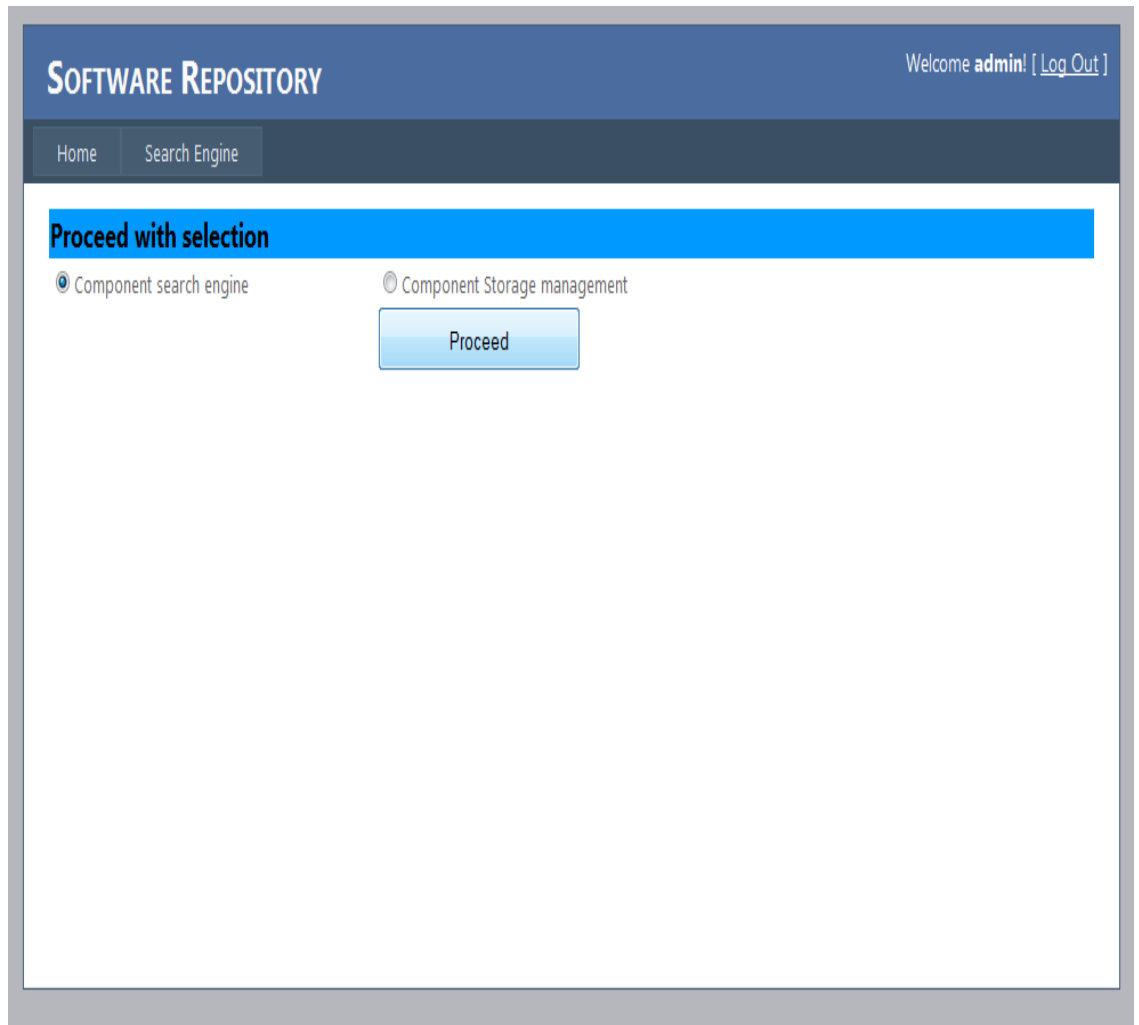 SOFTWARE REPOSITORY
Welcome admin! [ Log Out ]
Home Search Engine
Proceed with selection
Component search engine Component Storage management
Proceed